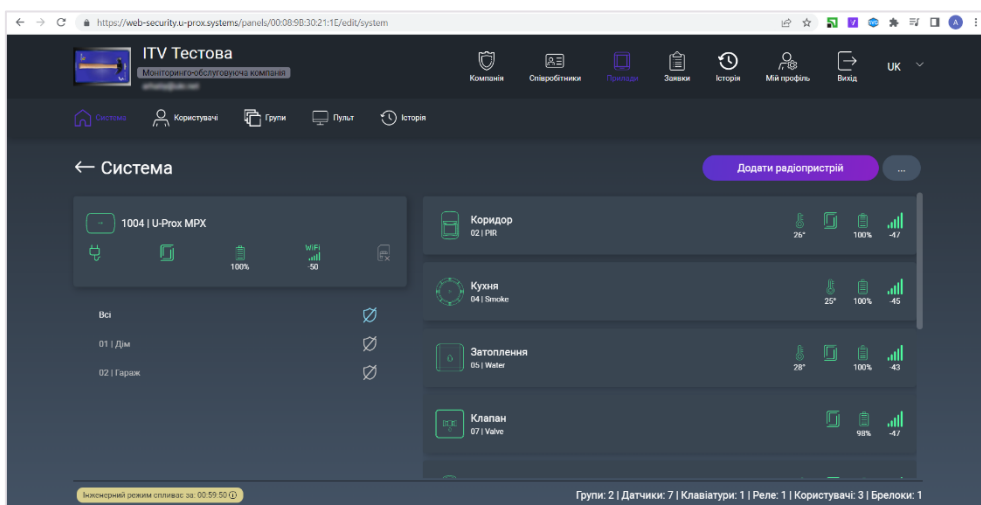 https://web-security.u-prox.systems/panels/00:08:9B:30:21:1E/edit/system
A
ITV Тестова
Моніторинго-обслуговуюча компанія
Компанія
Співробітники
Прилади
Заявки
Історія
Мій профіль
Вихід
UK
Система
Користувачі
Групи
Пульт
Історія
← Система
Додати радіопристрій
...
1004 | U-Prox MPX
100%
WiFi
-50
Всі
01 | Дім
02 | Гараж
Коридор
02 | PIR
26°
100%
-47
Кухня
04 | Smoke
25°
100%
-45
Затоплення
05 | Water
28°
100%
-43
Клапан
07 | Valve
98%
-47
Інженерний режим спливає за: 00:59:50
Групи: 2 | Датчики: 7 | Клавіатури: 1 | Реле: 1 | Користувачі: 3 | Брелоки: 1